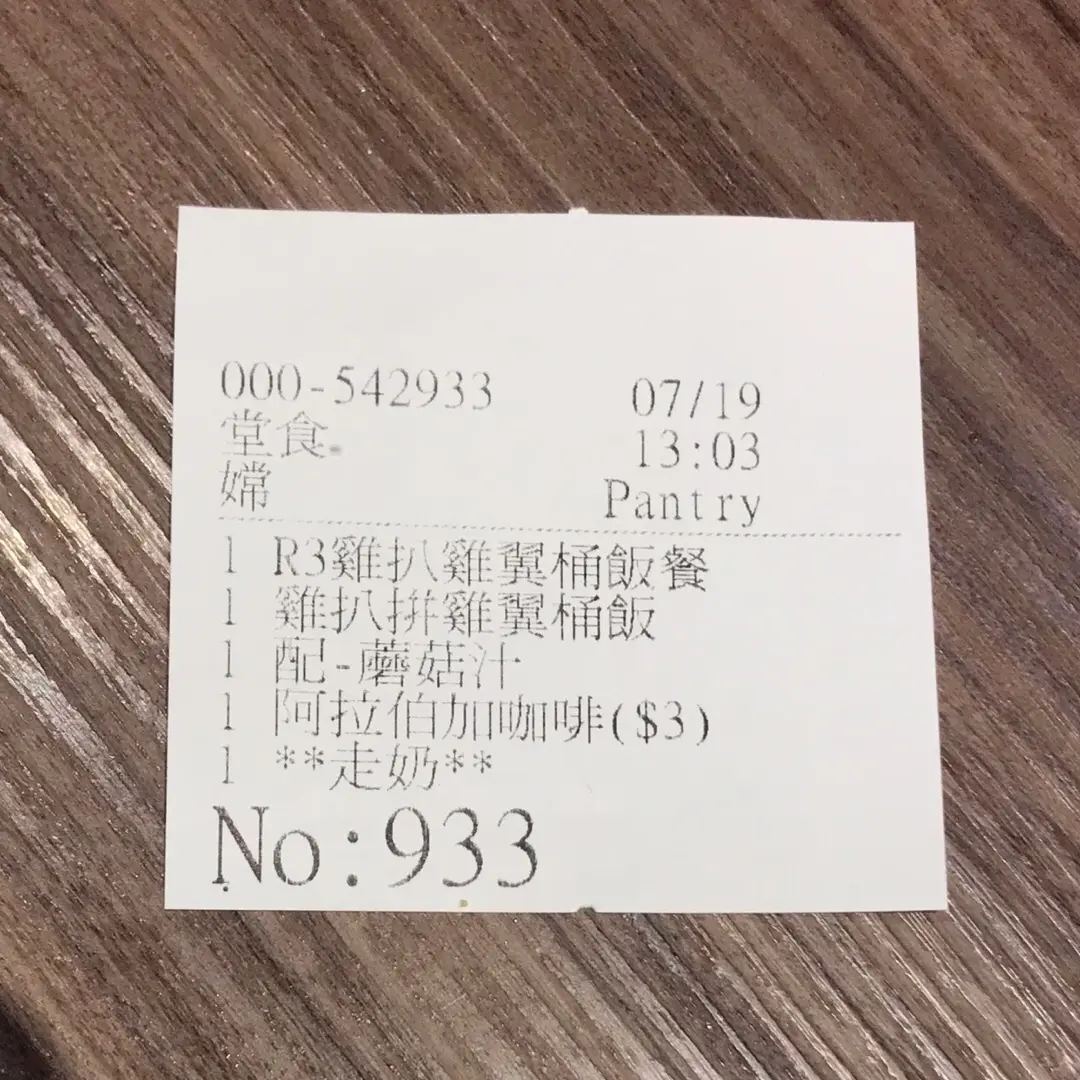 000-542933 07/19
堂食. 13:03
嫦 Pantry
1 R3雞扒雞翼桶飯餐
1 雞扒拼雞翼桶飯
1 配-蘑菇汁
1 阿拉伯加咖啡($3)
1 **走奶**
No:933